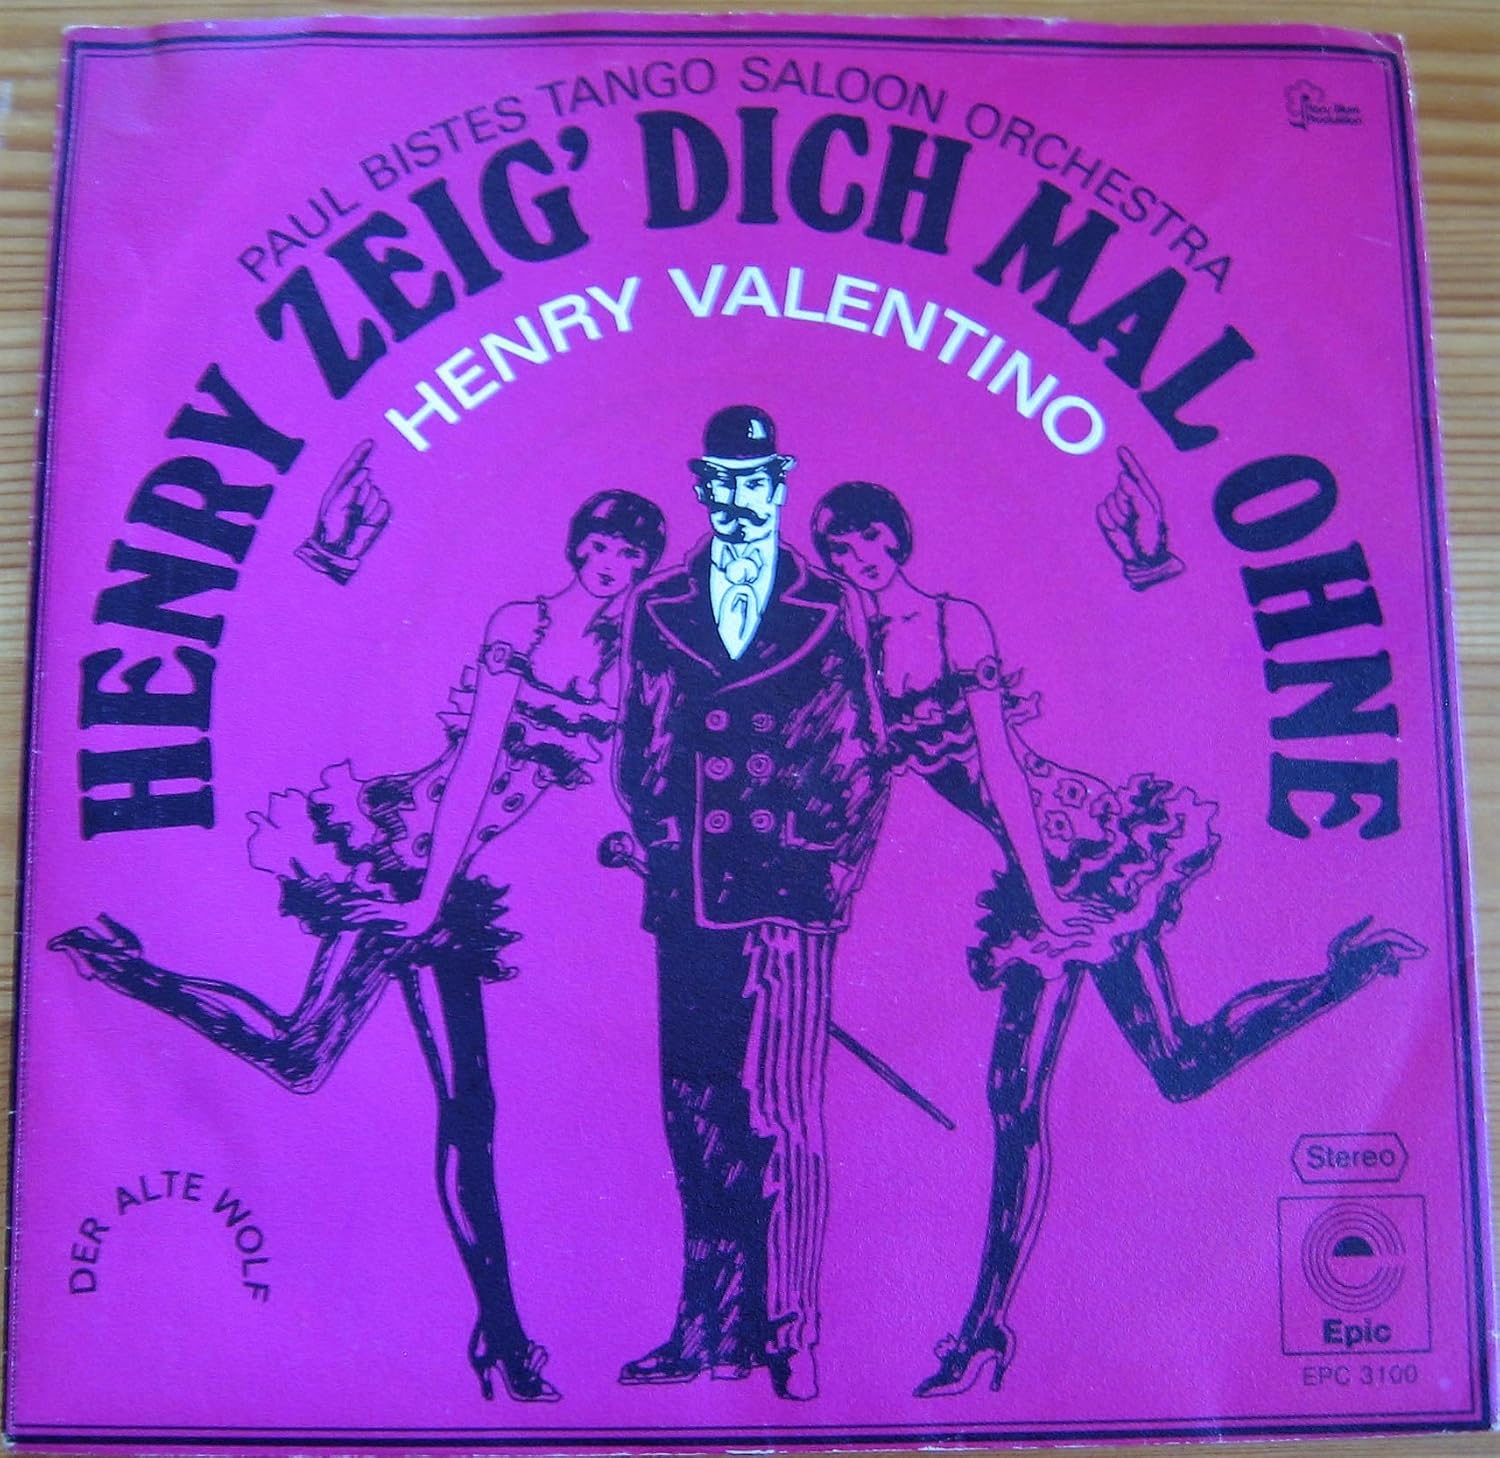 PAUL BISTES TANGO SALOON ORCHESTRA
HENRY ZEIG' DICH MAL OHNE
HENRY VALENTINO
DER ALTE WOLF
Stereo
Epic
EPC 3100